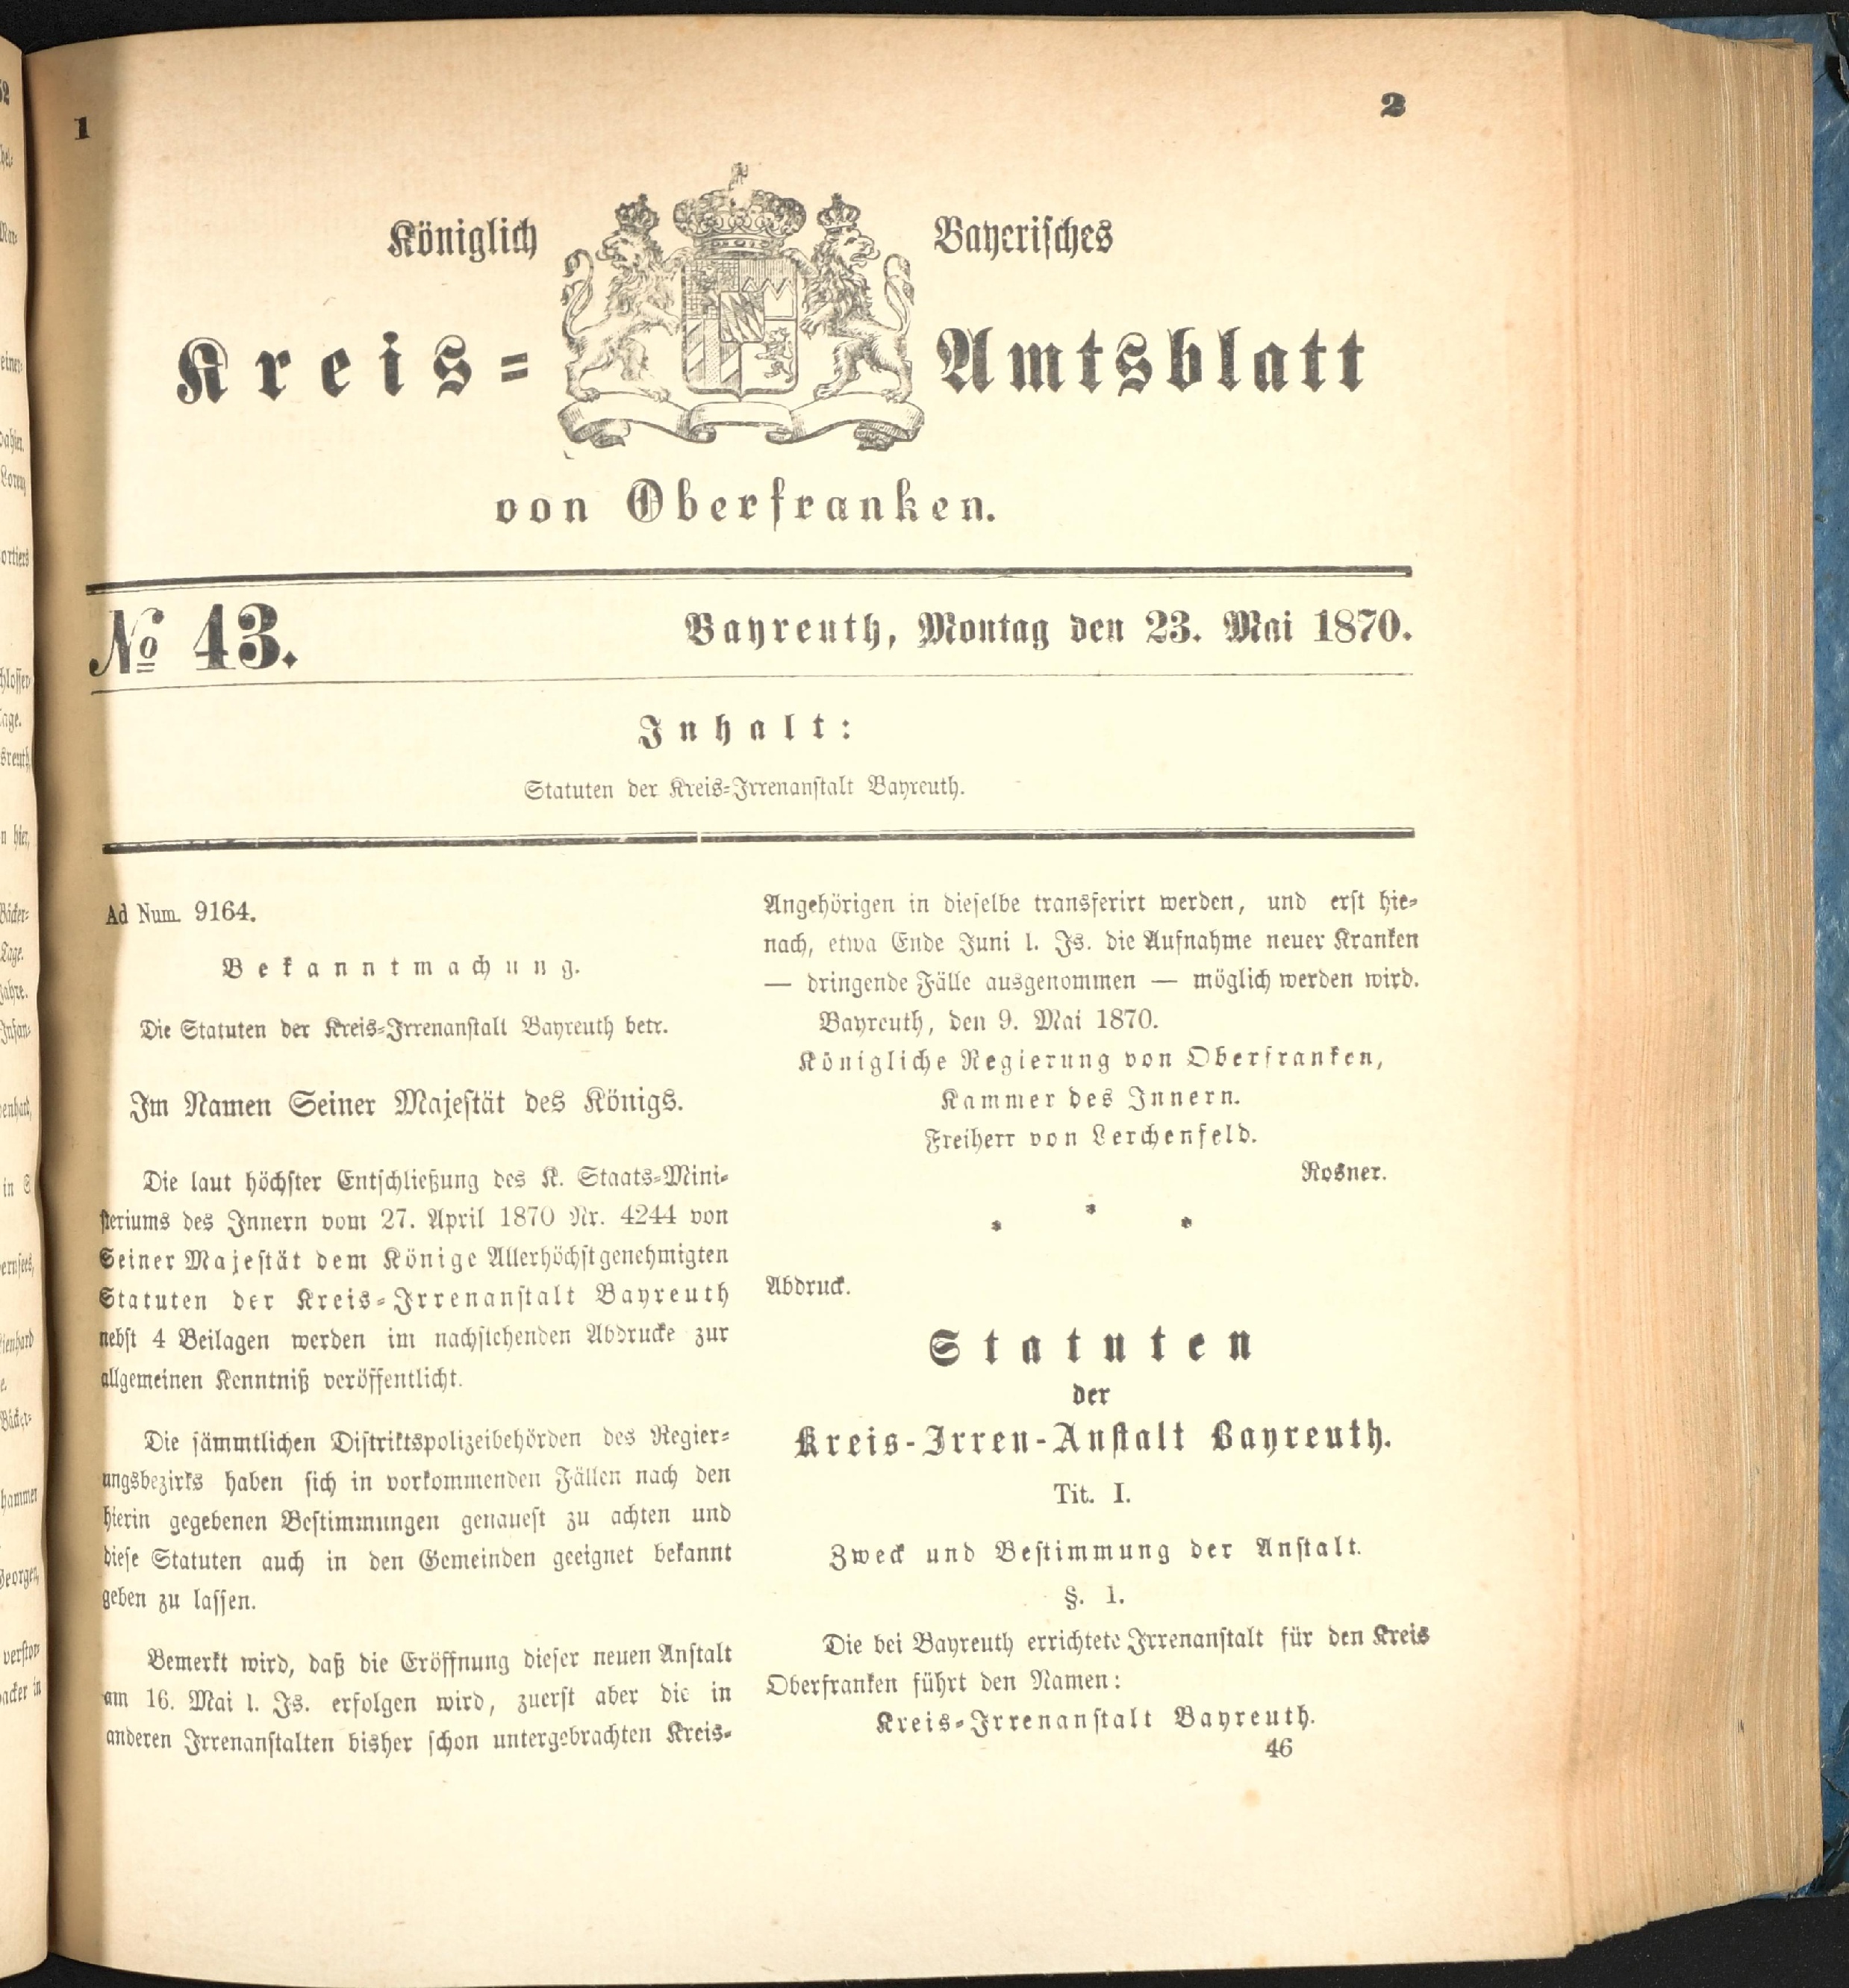 1
2
Königlich Bayerisches
Kreis= Amtsblatt
von Oberfranken.
No 43.
Bayreuth, Montag den 23. Mai 1870.
Inhalt:
Statuten der Kreis=Irrenanstalt Bayreuth.
Ad Num. 9164.
Bekanntmachung.
Die Statuten der Kreis=Irrenanstalt Bayreuth betr.
Im Namen Seiner Majestät des Königs.
Die laut höchster Entschließung des K. Staats=Mini=
steriums des Innern vom 27. April 1870 Nr. 4244 von
Seiner Majestät dem Könige Allerhöchstgenehmigten
Statuten der Kreis=Irrenanstalt Bayreuth
nebst 4 Beilagen werden im nachstehenden Abdrucke zur
allgemeinen Kenntniß veröffentlicht.
Die sämmtlichen Distriktspolizeibehörden des Regier=
ungsbezirks haben sich in vorkommenden Fällen nach den
hierin gegebenen Bestimmungen genauest zu achten und
diese Statuten auch in den Gemeinden geeignet bekannt
geben zu lassen.
Bemerkt wird, daß die Eröffnung dieser neuen Anstalt
am 16. Mai l. Js. erfolgen wird, zuerst aber die in
anderen Irrenanstalten bisher schon untergebrachten Kreis=
Angehörigen in dieselbe transferirt werden, und erst hie=
nach, etwa Ende Juni l. Js. die Aufnahme neuer Kranken
— dringende Fälle ausgenommen — möglich werden wird.
Bayreuth, den 9. Mai 1870.
Königliche Regierung von Oberfranken,
Kammer des Innern.
Freiherr von Lerchenfeld.
Rosner.
* * *
Abdruck.
Statuten
der
Kreis-Irren-Anstalt Bayreuth.
Tit. I.
Zweck und Bestimmung der Anstalt.
§. 1.
Die bei Bayreuth errichtete Irrenanstalt für den Kreis
Oberfranken führt den Namen:
Kreis=Irrenanstalt Bayreuth.
46